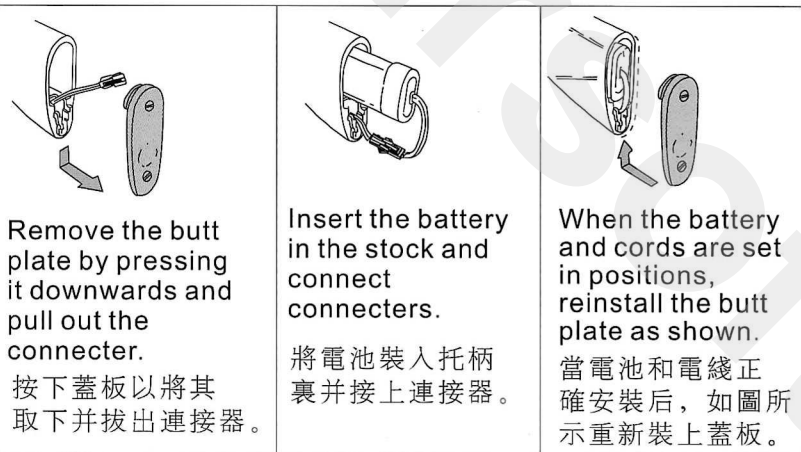 Remove the butt
plate by pressing
it downwards and
pull out the
connecter.
按下蓋板以將其
取下并拔出連接器。
Insert the battery
in the stock and
connect
connecters.
將電池裝入托柄
裏并接上連接器。
When the battery
and cords are set
in positions,
reinstall the butt
plate as shown.
當電池和電綫正
確安裝后，如圖所
示重新裝上蓋板。